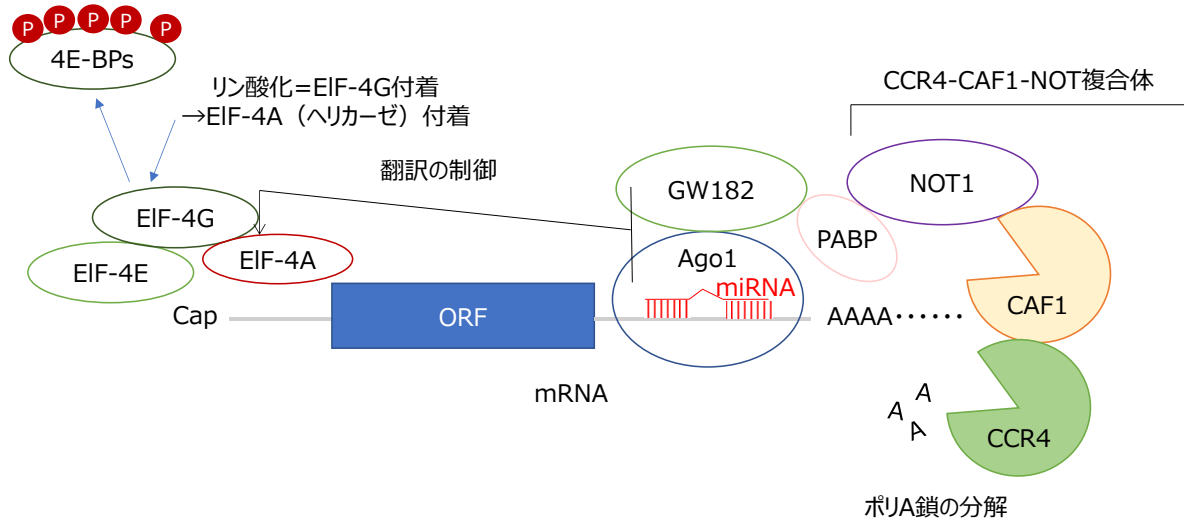 P P P P P
4E-BPs
リン酸化=EIF-4G付着
→EIF-4A（ヘリカーゼ）付着
CCR4-CAF1-NOT複合体
翻訳の制御
GW182
NOT1
EIF-4G
PABP
EIF-4E
EIF-4A
Ago1
miRNA
Cap
ORF
AAAA‥‥‥
CAF1
mRNA
A
A
A
CCR4
ポリA鎖の分解